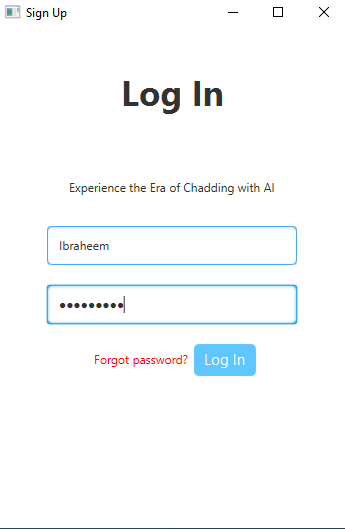 Sign Up
Log In
Experience the Era of Chadding with AI
Ibraheem
•••••••••
Forgot password? Log In